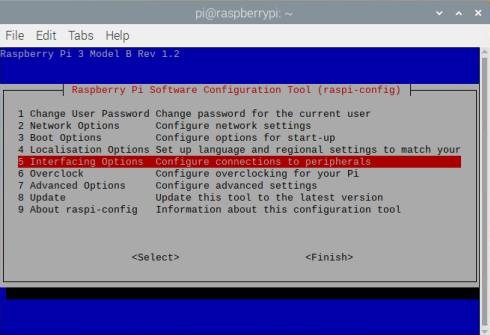 pi@raspberrypi: ~
File Edit Tabs Help
Raspberry Pi 3 Model B Rev 1.2
Raspberry Pi Software Configuration Tool (raspi-config)
1 Change User Password Change password for the current user
2 Network Options Configure network settings
3 Boot Options Configure options for start-up
4 Localisation Options Set up language and regional settings to match your
5 Interfacing Options Configure connections to peripherals
6 Overclock Configure overclocking for your Pi
7 Advanced Options Configure advanced settings
8 Update Update this tool to the latest version
9 About raspi-config Information about this configuration tool
<Select> <Finish>